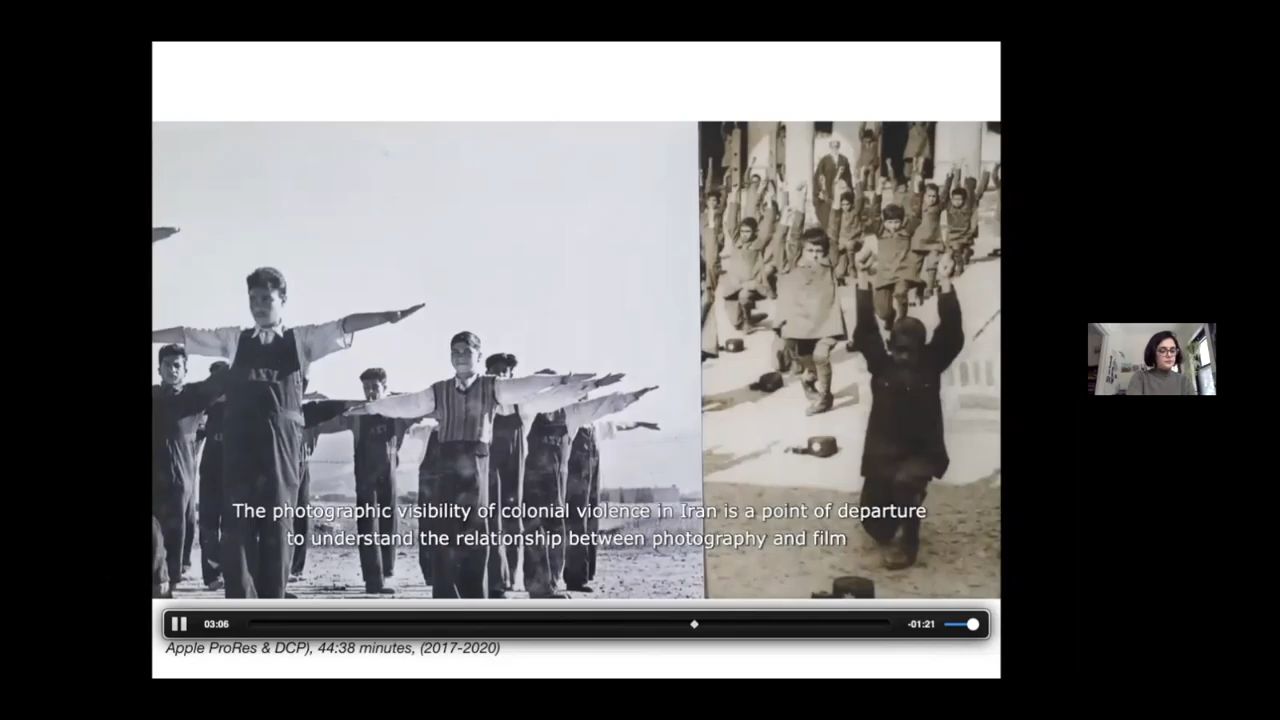 The photographic visibility of colonial violence in Iran is a point of departure
to understand the relationship between photography and film
03:06
-01:21
Apple ProRes & DCP), 44:38 minutes, (2017-2020)